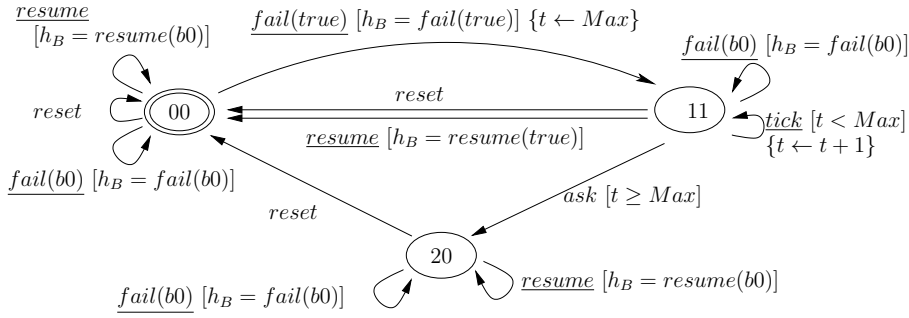 resume
[h_B = resume(b0)]
fail(true) [h_B = fail(true)] {t ← Max}
fail(b0) [h_B = fail(b0)]
reset
00
reset
11
tick [t < Max]
{t ← t + 1}
resume [h_B = resume(true)]
fail(b0) [h_B = fail(b0)]
ask [t ≥ Max]
reset
20
fail(b0) [h_B = fail(b0)]
resume [h_B = resume(b0)]